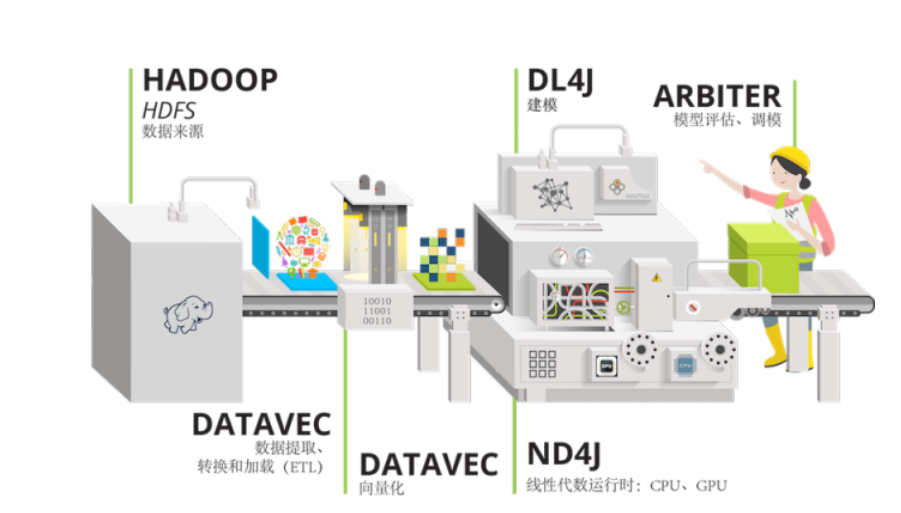 HADOOP
HDFS
数据来源
DL4J
建模
ARBITER
模型评估、调模
10010
11001
00110
GPU
CPU
DATAVEC
数据提取、
转换和加载（ETL）
DATAVEC
向量化
ND4J
线性代数运行时：CPU、GPU